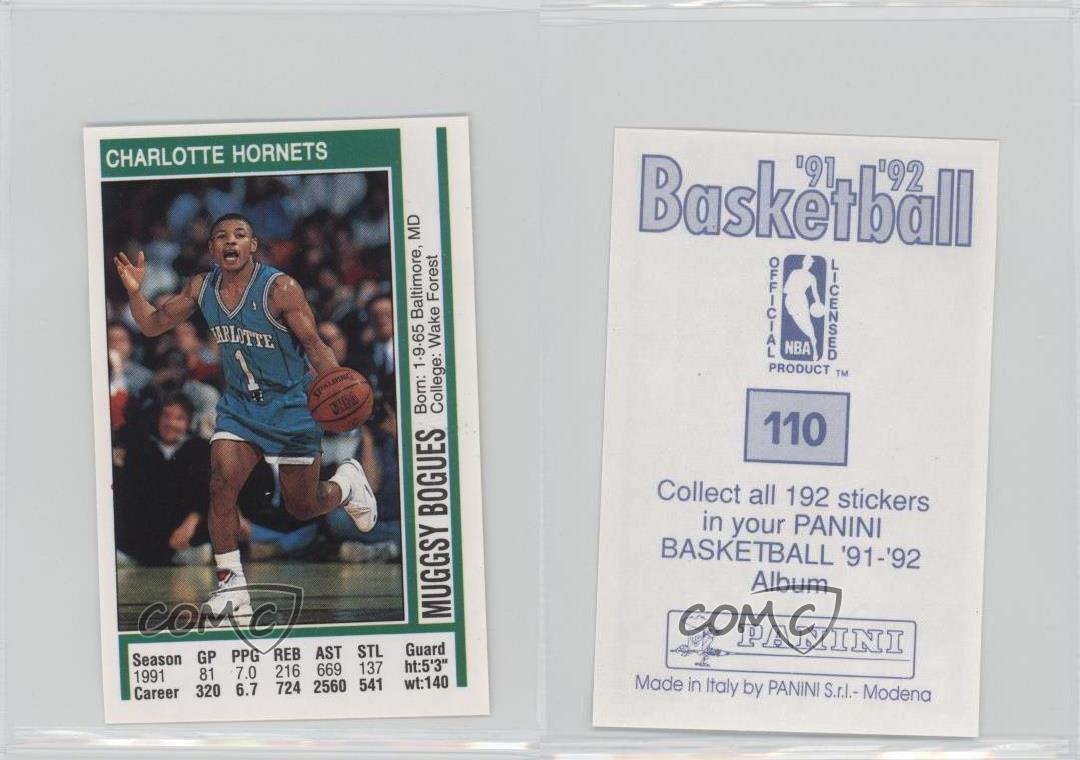 CHARLOTTE HORNETS
CHARLOTTE
1
SPALDING
MUGGSY BOGUES
Born: 1-9-65 Baltimore, MD
College: Wake Forest
Season GP PPG REB AST STL Guard
1991 81 7.0 216 669 137 ht:5'3"
Career 320 6.7 724 2560 541 wt:140
COMC
'91 '92
Basketball
OFFICIAL
LICENSED
NBA
PRODUCT TM
110
Collect all 192 stickers
in your PANINI
BASKETBALL '91-'92
Album
COMC
PANINI
Made in Italy by PANINI S.r.l.- Modena